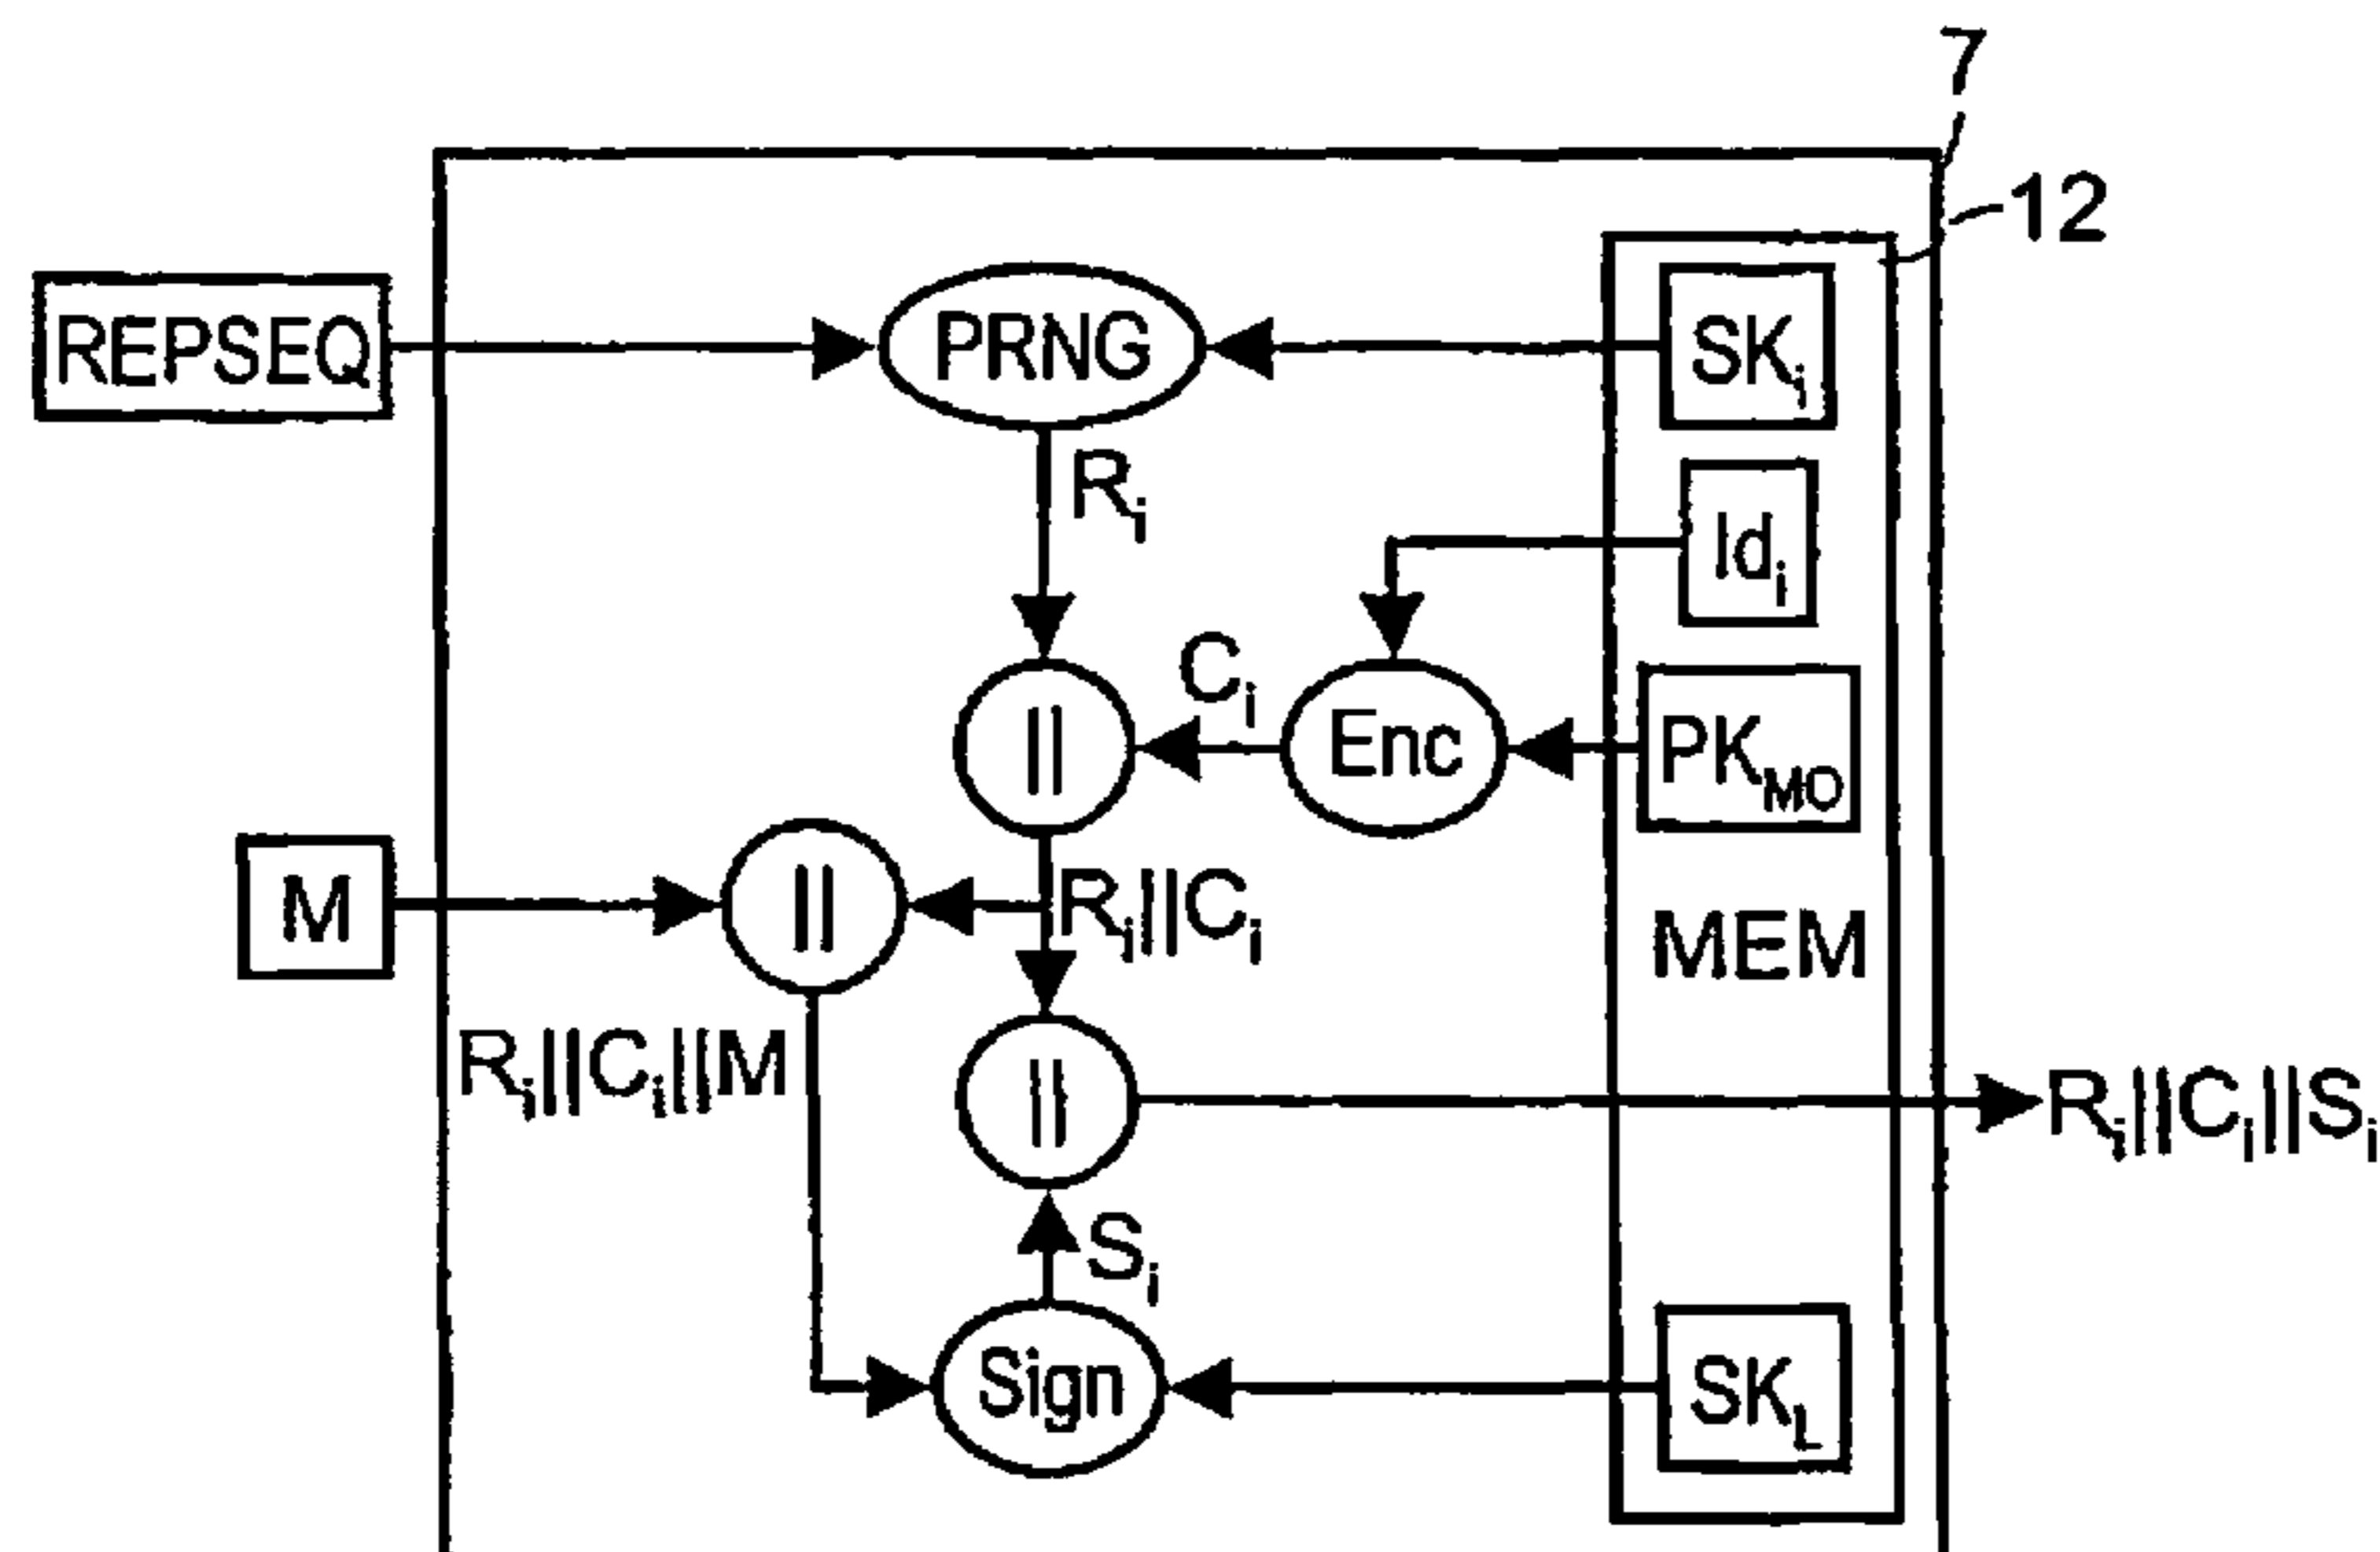 7
12
REPSEQ
PRNG
SKi
Ri
Idi
Ci
||
Enc
PKMO
M
||
Ri||Ci
MEM
Ri||Ci||M
||
Ri||Ci||Si
Si
Sign
SKL